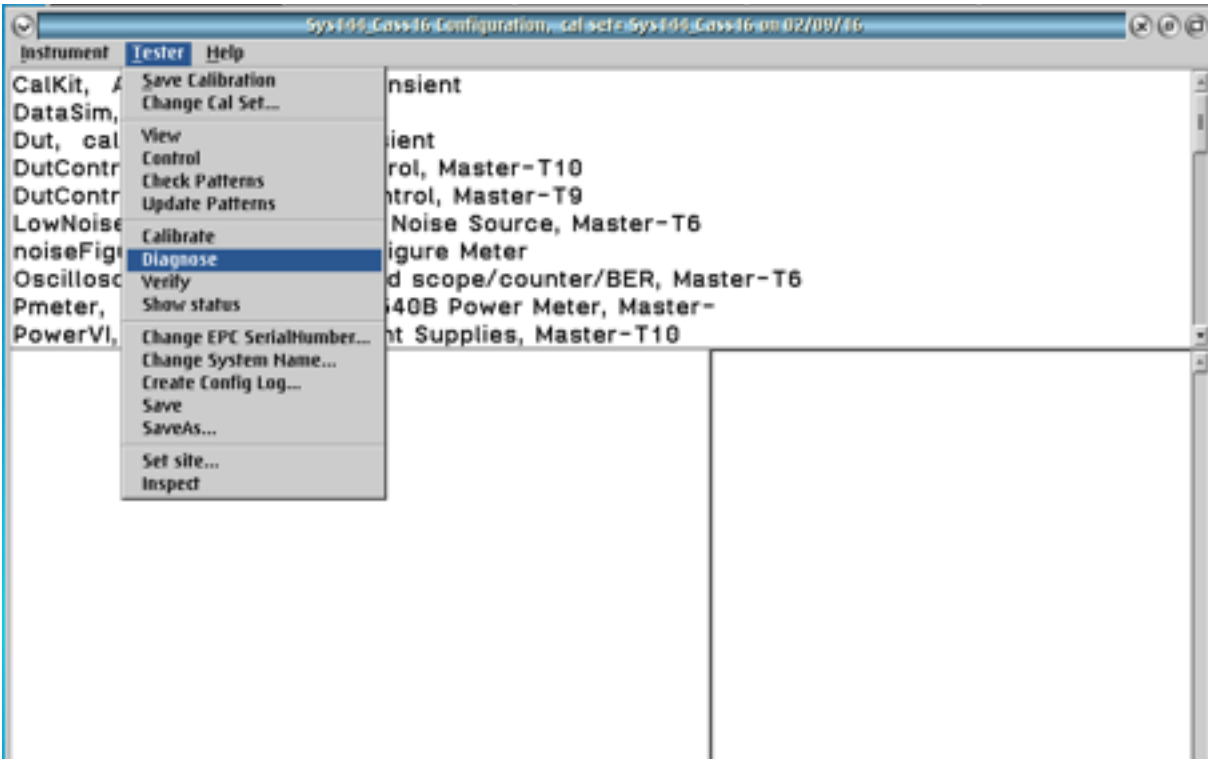 Sys144_Cass16 Configuration, cal set= Sys144_Cass16 on 02/09/16
Instrument Tester Help
CalKit, nsient
DataSim,
Dut, cal ient
DutContr rol, Master-T10
DutContr ntrol, Master-T9
LowNoise Noise Source, Master-T6
noiseFig igure Meter
Oscillosc d scope/counter/BER, Master-T6
Pmeter, 40B Power Meter, Master-
PowerVI, nt Supplies, Master-T10
Save Calibration
Change Cal Set...
View
Control
Check Patterns
Update Patterns
Calibrate
Diagnose
Verify
Show status
Change EPC SerialNumber...
Change System Name...
Create Config Log...
Save
SaveAs...
Set site...
Inspect